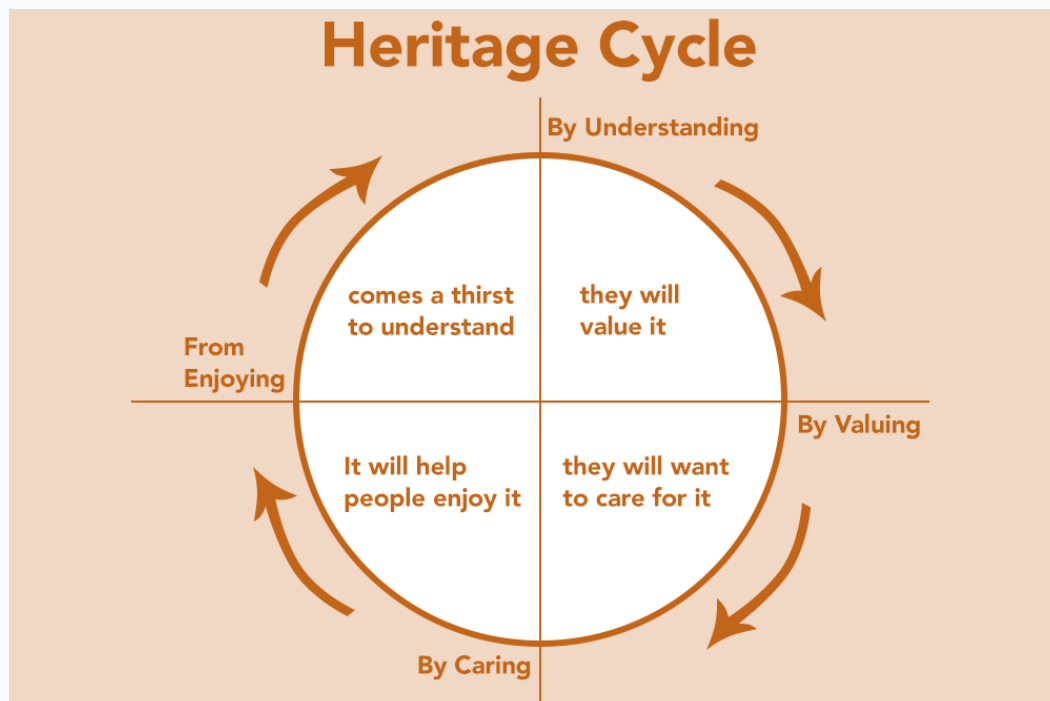 Heritage Cycle
By Understanding
they will
value it
By Valuing
they will want
to care for it
By Caring
It will help
people enjoy it
From
Enjoying
comes a thirst
to understand